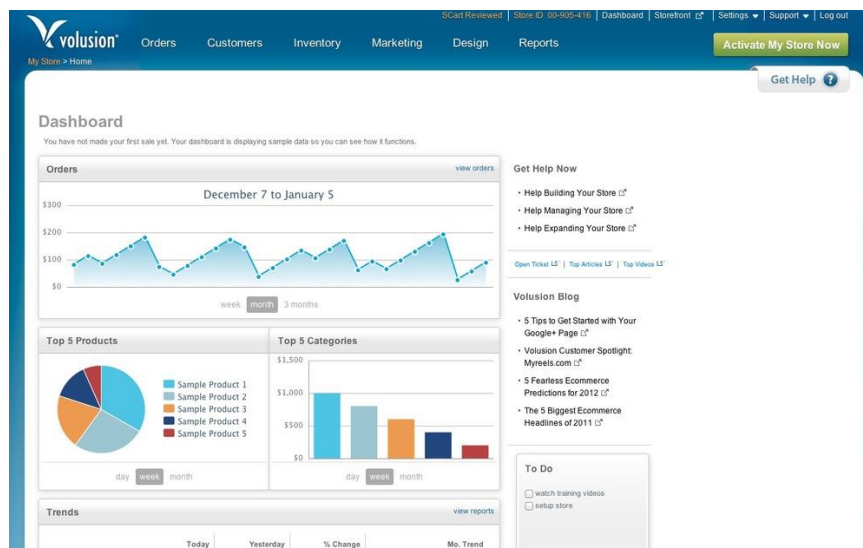 SCart Reviewed | Store ID: 00-905-416 | Dashboard | Storefront | Settings | Support | Log out
volusion
Orders Customers Inventory Marketing Design Reports
Activate My Store Now
My Store > Home
Get Help ?
Dashboard
You have not made your first sale yet. Your dashboard is displaying sample data so you can see how it functions.
Orders view orders
December 7 to January 5
$300
$200
$100
$0
week month 3 months
Top 5 Products
Sample Product 1
Sample Product 2
Sample Product 3
Sample Product 4
Sample Product 5
day week month
Top 5 Categories
$1,500
$1,000
$500
$0
day week month
Trends view reports
Today Yesterday % Change Mo. Trend
Get Help Now
• Help Building Your Store
• Help Managing Your Store
• Help Expanding Your Store
Open Ticket | Top Articles | Top Videos
Volusion Blog
• 5 Tips to Get Started with Your
Google+ Page
• Volusion Customer Spotlight:
Myreels.com
• 5 Fearless Ecommerce
Predictions for 2012
• The 5 Biggest Ecommerce
Headlines of 2011
To Do
watch training videos
setup store